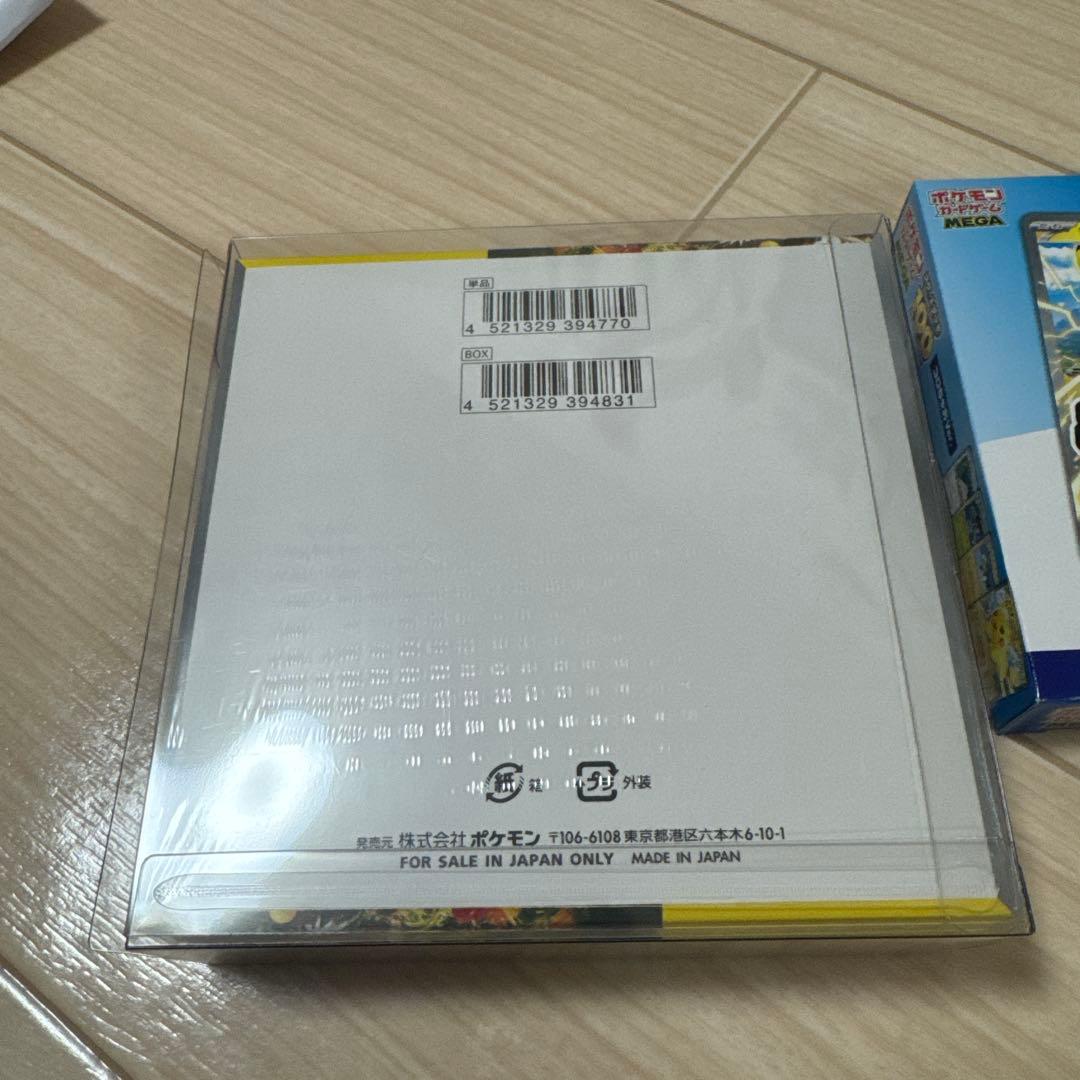 単品
4 521329 394770
BOX
4 521329 394831
紙 箱
プラ 外装
発売元 株式会社 ポケモン 〒106-6108 東京都港区六本木6-10-1
FOR SALE IN JAPAN ONLY MADE IN JAPAN
ポケモン
カードゲーム
MEGA